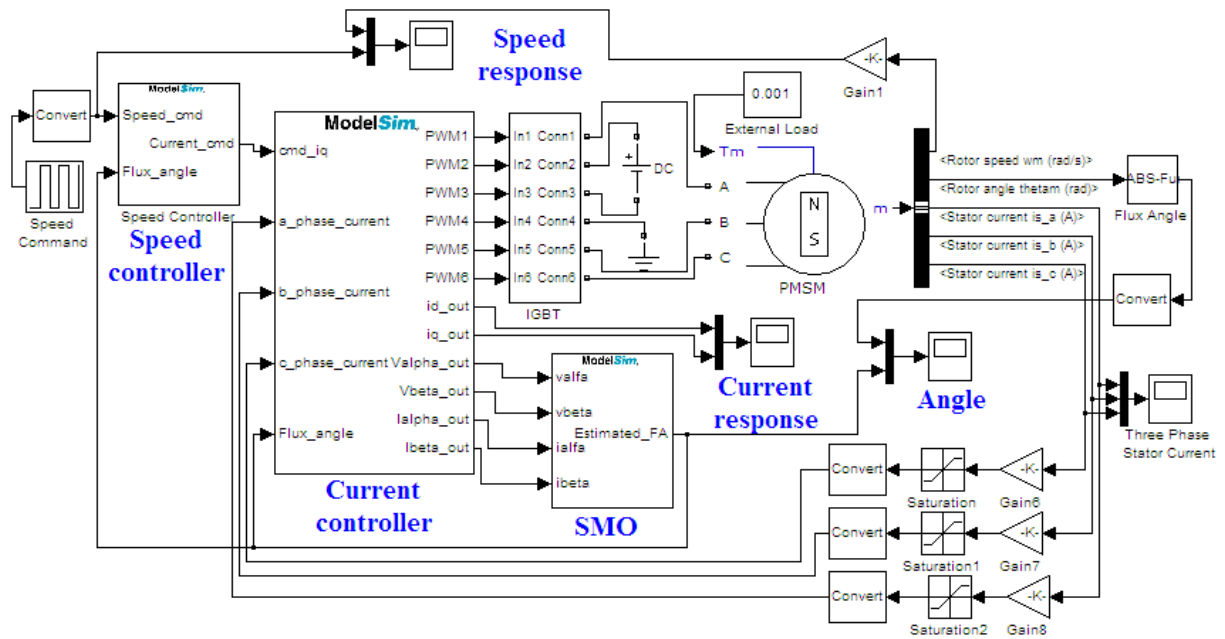 Speed
response
-K-
Gain1
0.001
External Load
Convert
Speed
Command
ModelSim
Speed_cmd
Current_cmd
Flux_angle
Speed Controller
Speed
controller
ModelSim
cmd_iq
a_phase_current
b_phase_current
c_phase_current
Flux_angle
PWM1
PWM2
PWM3
PWM4
PWM5
PWM6
id_out
iq_out
Valpha_out
Vbeta_out
Ialpha_out
Ibeta_out
Current
controller
In1 Conn1
In2 Conn2
In3 Conn3
In4 Conn4
In5 Conn5
In6 Conn6
IGBT
+
DC
Tm
A
B
C
N
S
m
PMSM
<Rotor speed wm (rad/s)>
<Rotor angle thetam (rad)>
<Stator current is_a (A)>
<Stator current is_b (A)>
<Stator current is_c (A)>
ABS-Fu
Flux Angle
Convert
ModelSim
valfa
vbeta
Estimated_FA
ialfa
ibeta
SMO
Current
response
Angle
Three Phase
Stator Current
Convert
Saturation
-K-
Gain6
Convert
Saturation1
-K-
Gain7
Convert
Saturation2
-K-
Gain8